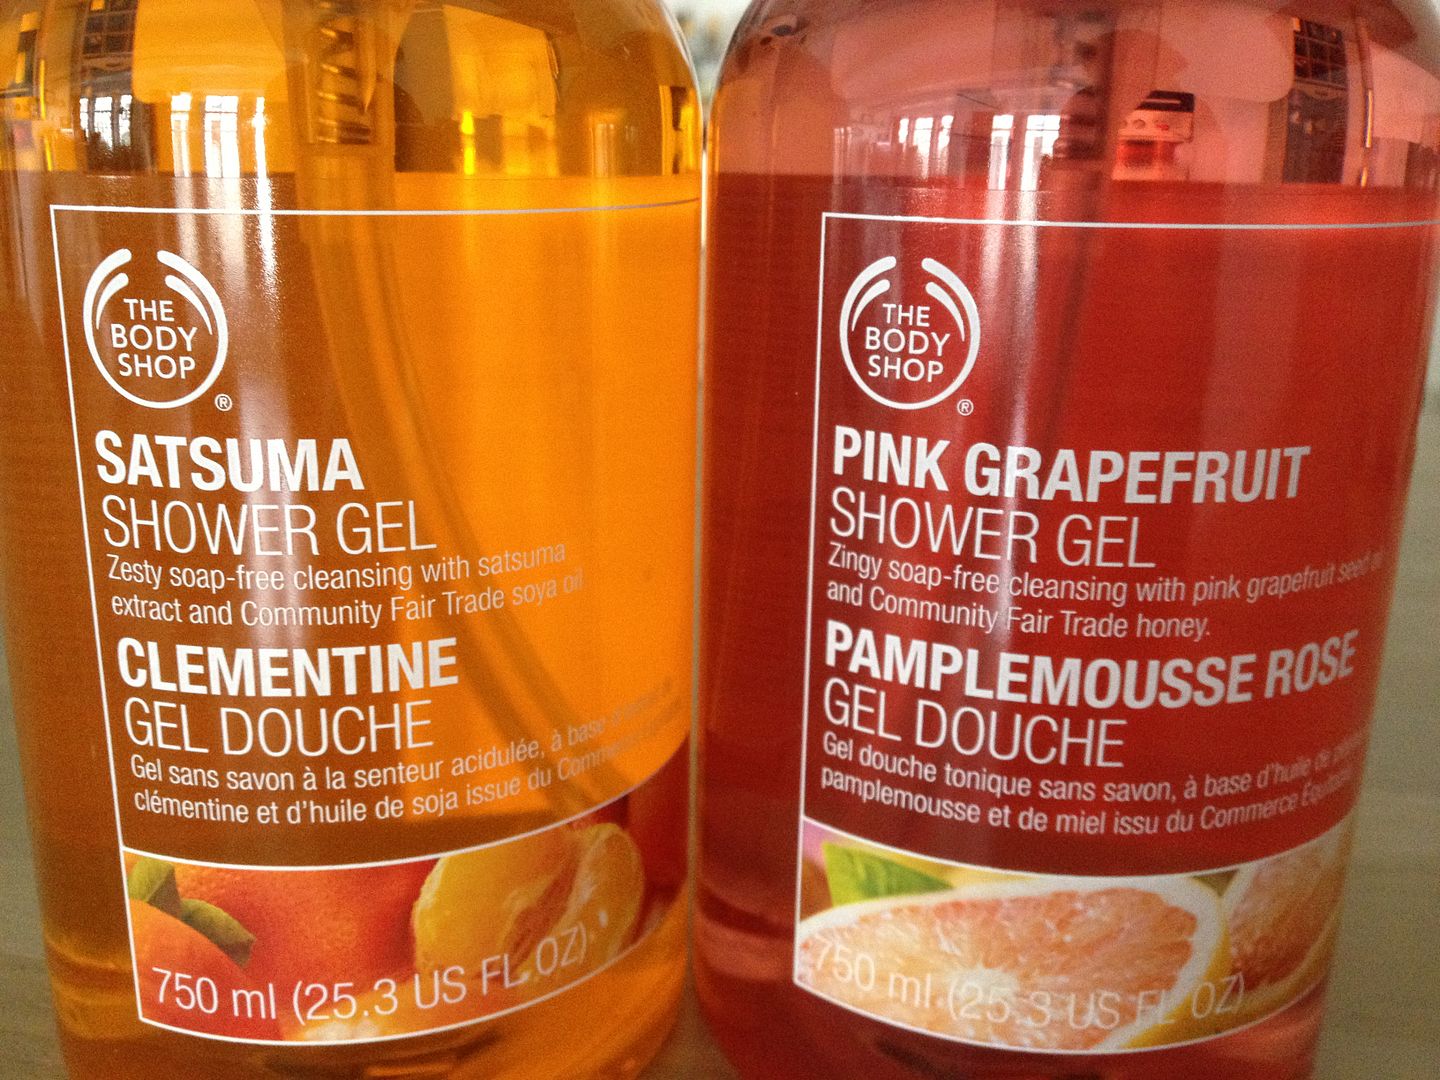 THE
BODY
SHOP
®
SATSUMA
SHOWER GEL
Zesty soap-free cleansing with satsuma
extract and Community Fair Trade soya oil
CLEMENTINE
GEL DOUCHE
Gel sans savon à la senteur acidulée, à base
clémentine et d'huile de soja issue du Commerce
750 ml (25.3 US FL OZ)
THE
BODY
SHOP
®
PINK GRAPEFRUIT
SHOWER GEL
Zingy soap-free cleansing with pink grapefruit seed
and Community Fair Trade honey.
PAMPLEMOUSSE ROSE
GEL DOUCHE
Gel douche tonique sans savon, à base d'huile de
pamplemousse et de miel issu du Commerce Equitable
750 ml (25.3 US FL OZ)